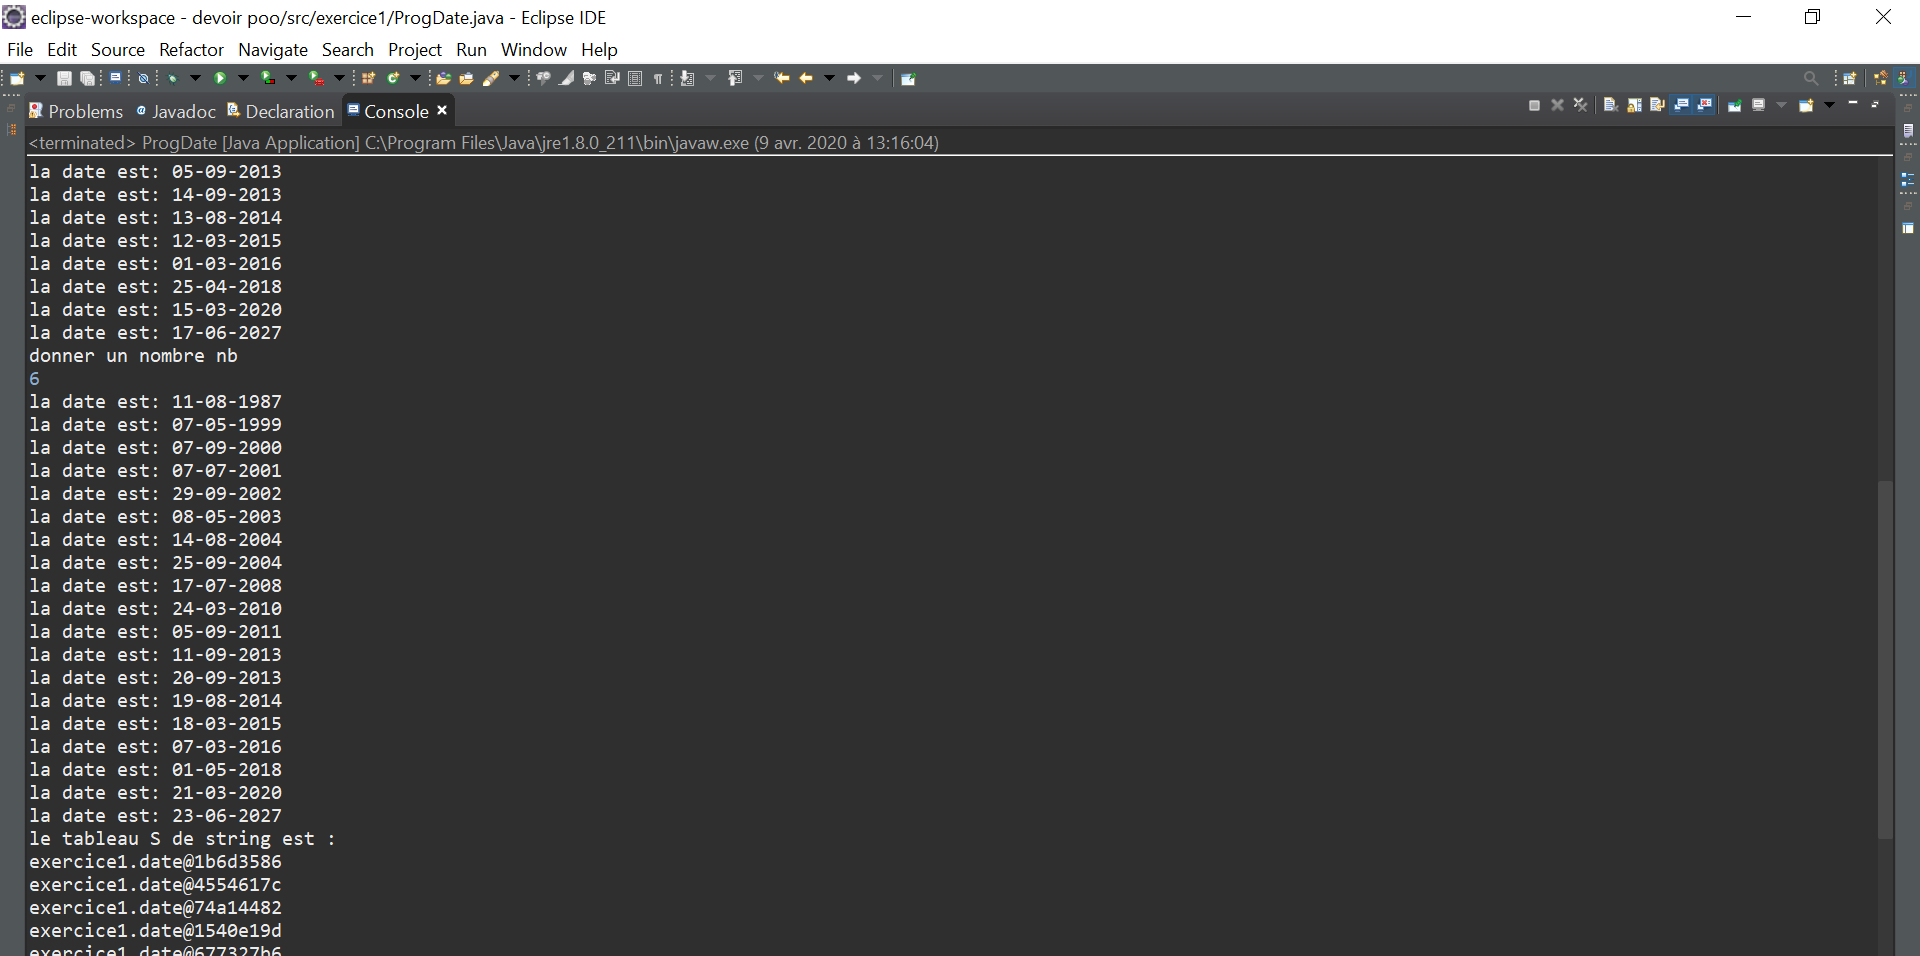 eclipse-workspace - devoir poo/src/exercice1/ProgDate.java - Eclipse IDE
File Edit Source Refactor Navigate Search Project Run Window Help
Problems Javadoc Declaration Console
<terminated> ProgDate [Java Application] C:\Program Files\Java\jre1.8.0_211\bin\javaw.exe (9 avr. 2020 à 13:16:04)
la date est: 05-09-2013
la date est: 14-09-2013
la date est: 13-08-2014
la date est: 12-03-2015
la date est: 01-03-2016
la date est: 25-04-2018
la date est: 15-03-2020
la date est: 17-06-2027
donner un nombre nb
6
la date est: 11-08-1987
la date est: 07-05-1999
la date est: 07-09-2000
la date est: 07-07-2001
la date est: 29-09-2002
la date est: 08-05-2003
la date est: 14-08-2004
la date est: 25-09-2004
la date est: 17-07-2008
la date est: 24-03-2010
la date est: 05-09-2011
la date est: 11-09-2013
la date est: 20-09-2013
la date est: 19-08-2014
la date est: 18-03-2015
la date est: 07-03-2016
la date est: 01-05-2018
la date est: 21-03-2020
la date est: 23-06-2027
le tableau S de string est :
exercice1.date@1b6d3586
exercice1.date@4554617c
exercice1.date@74a14482
exercice1.date@1540e19d
exercice1.date@677327b6